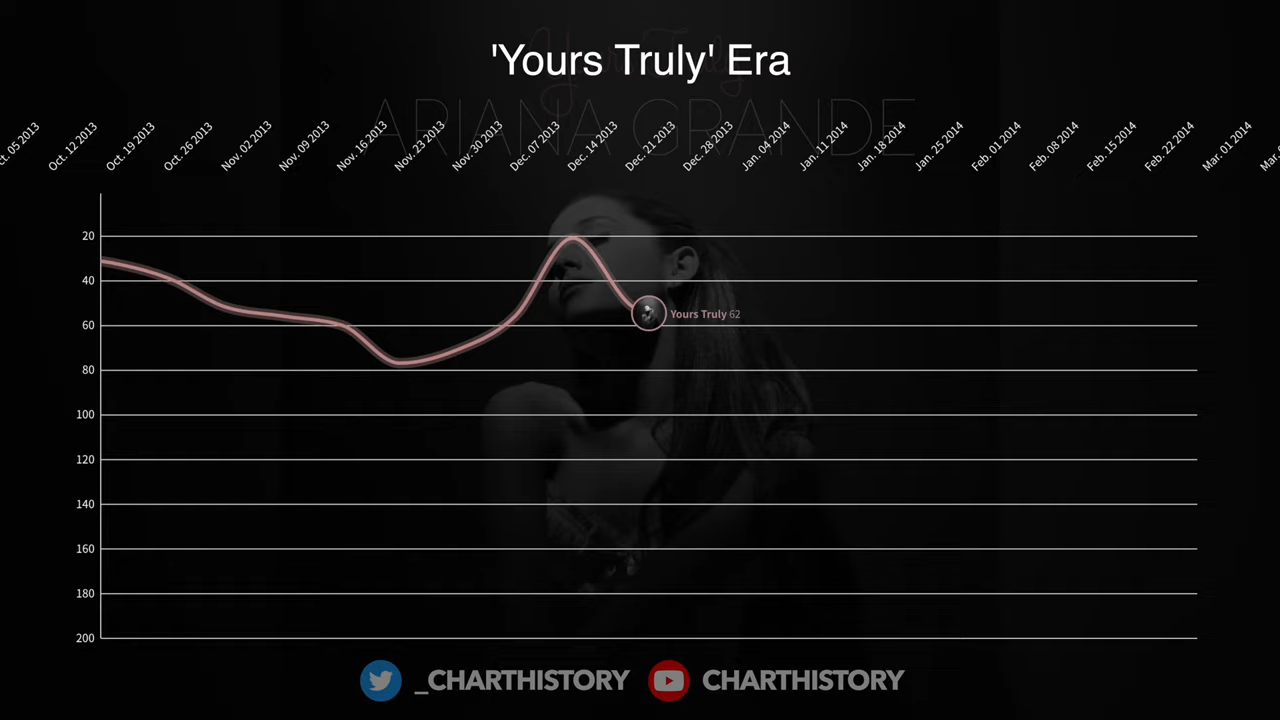 'Yours Truly' Era
Yours Truly
ARIANA GRANDE
ct. 05 2013
Oct. 12 2013
Oct. 19 2013
Oct. 26 2013
Nov. 02 2013
Nov. 09 2013
Nov. 16 2013
Nov. 23 2013
Nov. 30 2013
Dec. 07 2013
Dec. 14 2013
Dec. 21 2013
Dec. 28 2013
Jan. 04 2014
Jan. 11 2014
Jan. 18 2014
Jan. 25 2014
Feb. 01 2014
Feb. 08 2014
Feb. 15 2014
Feb. 22 2014
Mar. 01 2014
Mar.
20
40
60
Yours Truly 62
80
100
120
140
160
180
200
_CHARTHISTORY
CHARTHISTORY